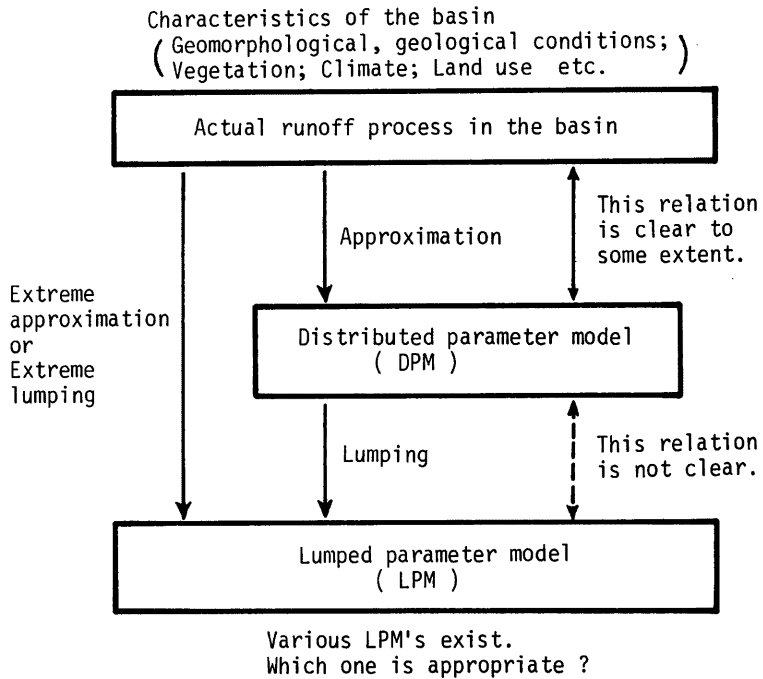 Characteristics of the basin
(Geomorphological, geological conditions;
Vegetation; Climate; Land use etc.)
Actual runoff process in the basin
Approximation
This relation
is clear to
some extent.
Extreme
approximation
or
Extreme
lumping
Distributed parameter model
( DPM )
Lumping
This relation
is not clear.
Lumped parameter model
( LPM )
Various LPM's exist.
Which one is appropriate ?